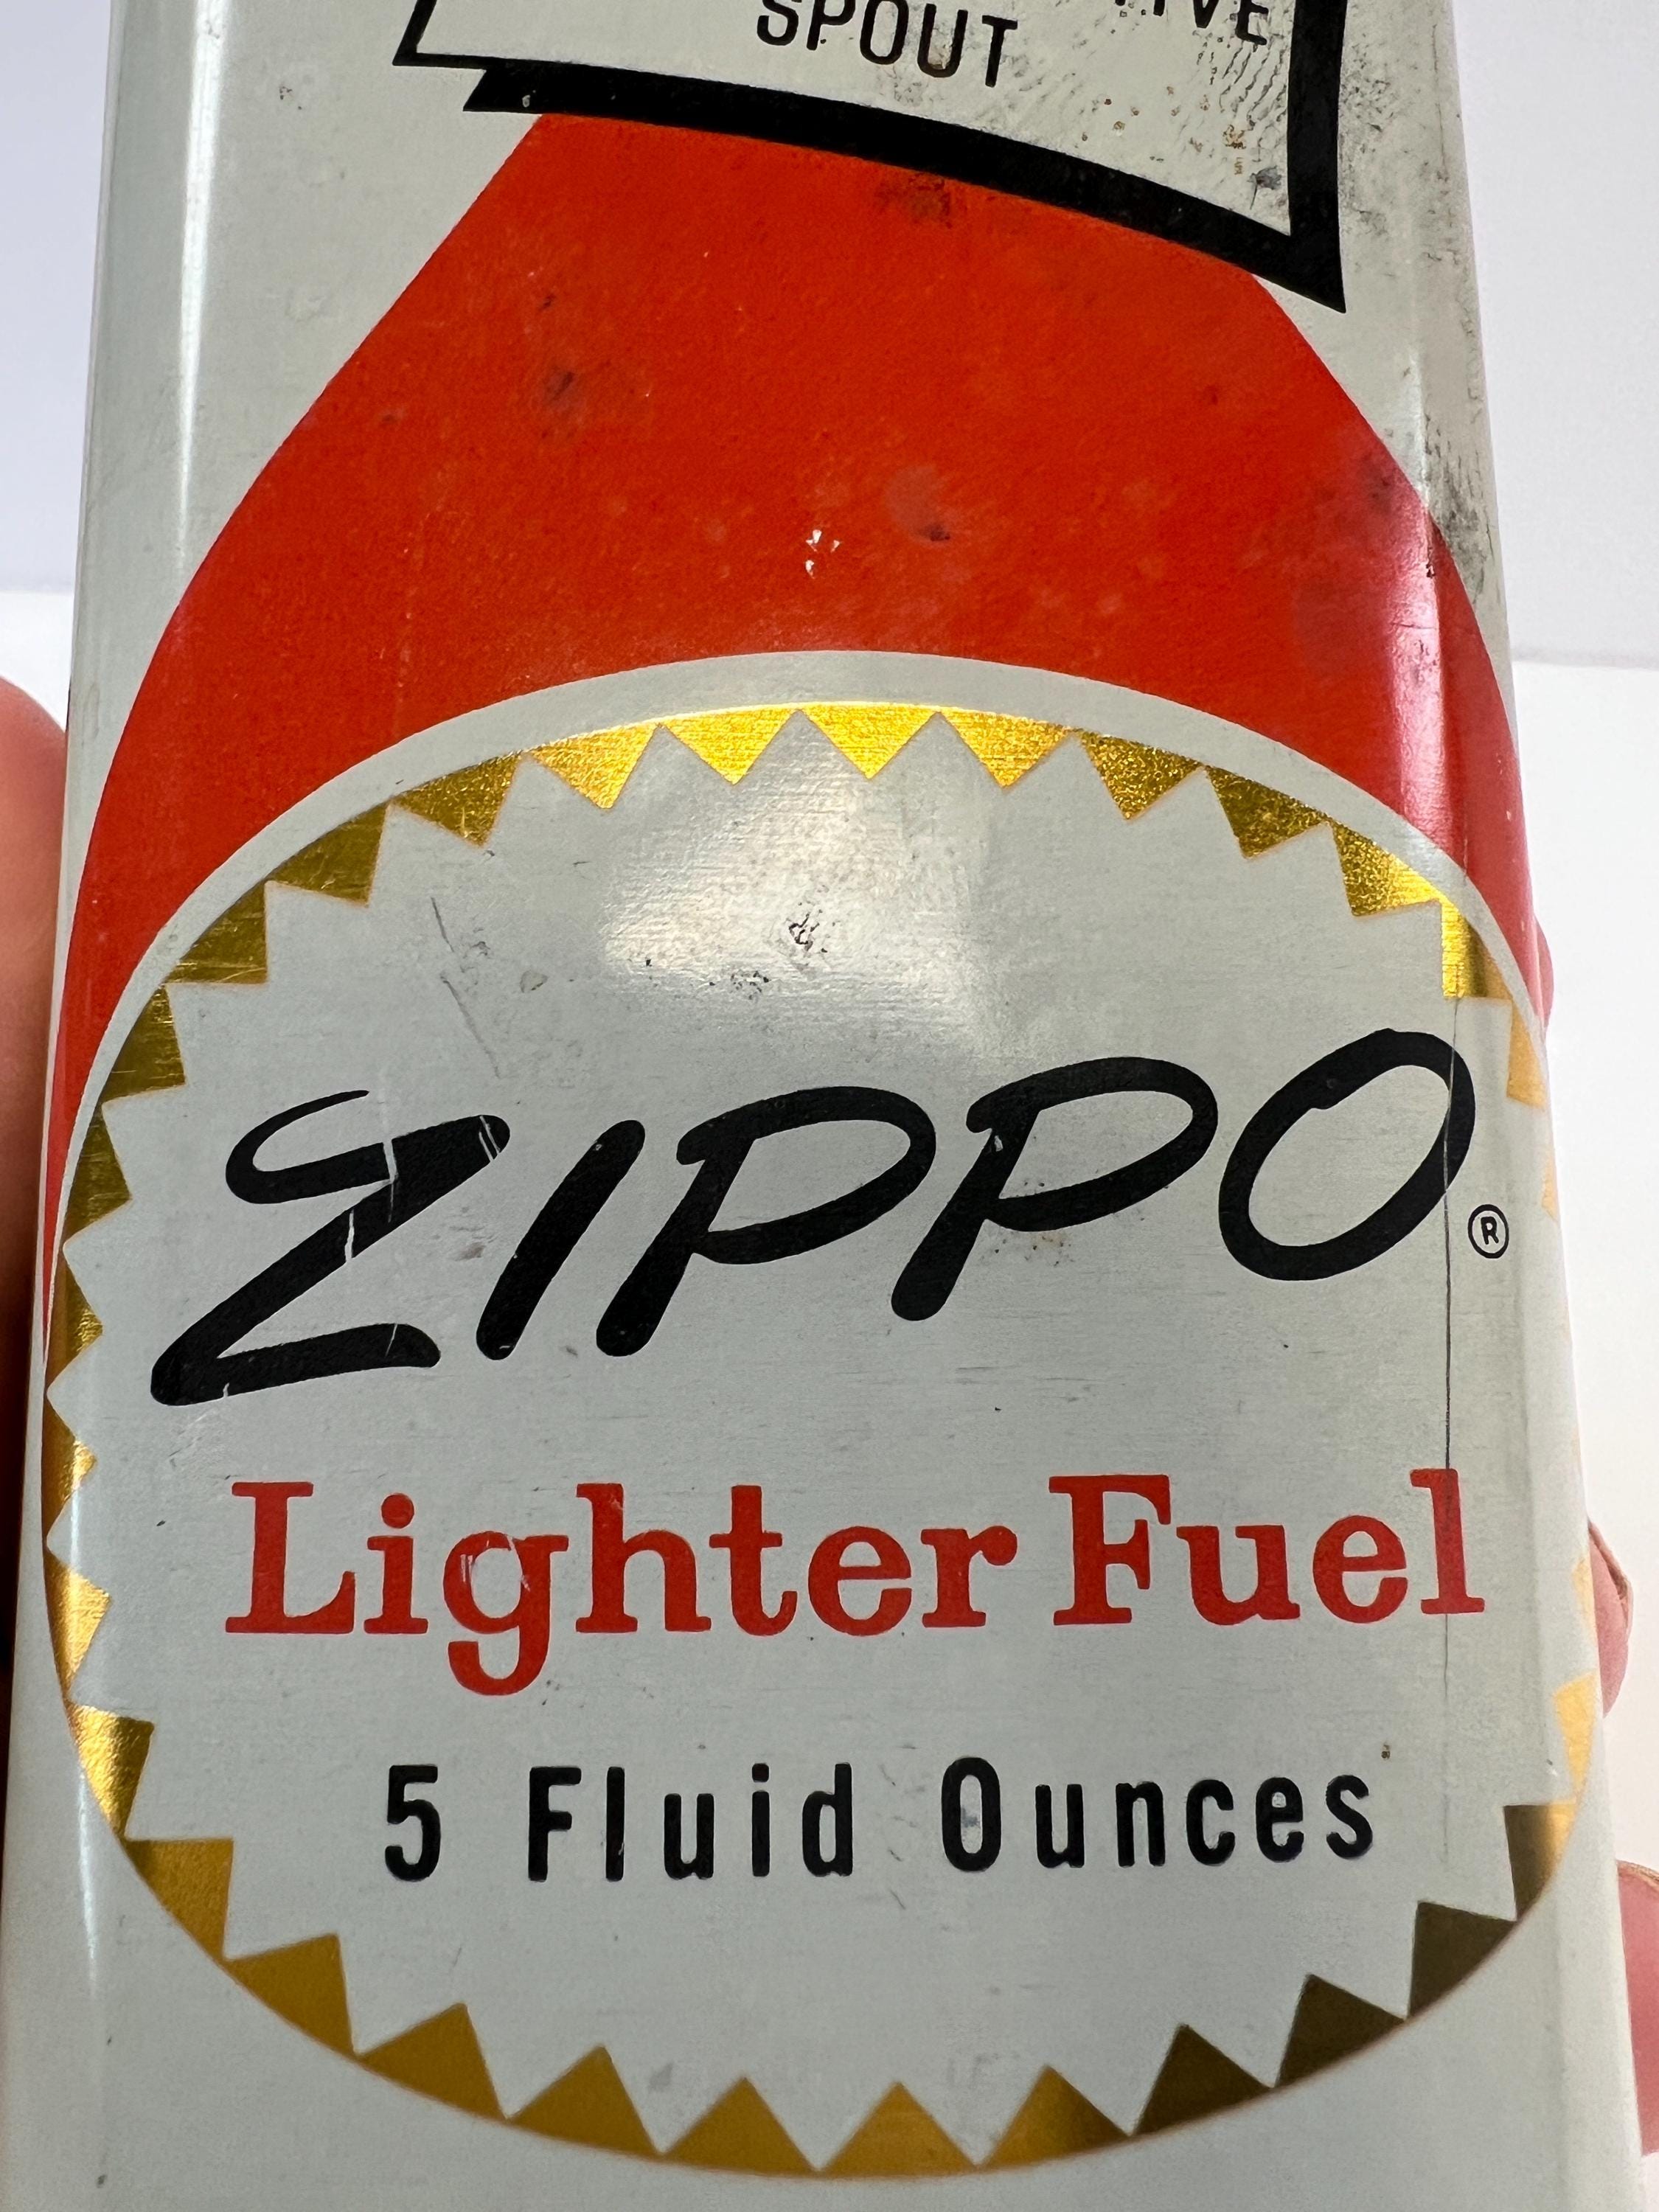 SPOUT
ZIPPO®
Lighter Fuel
5 Fluid Ounces